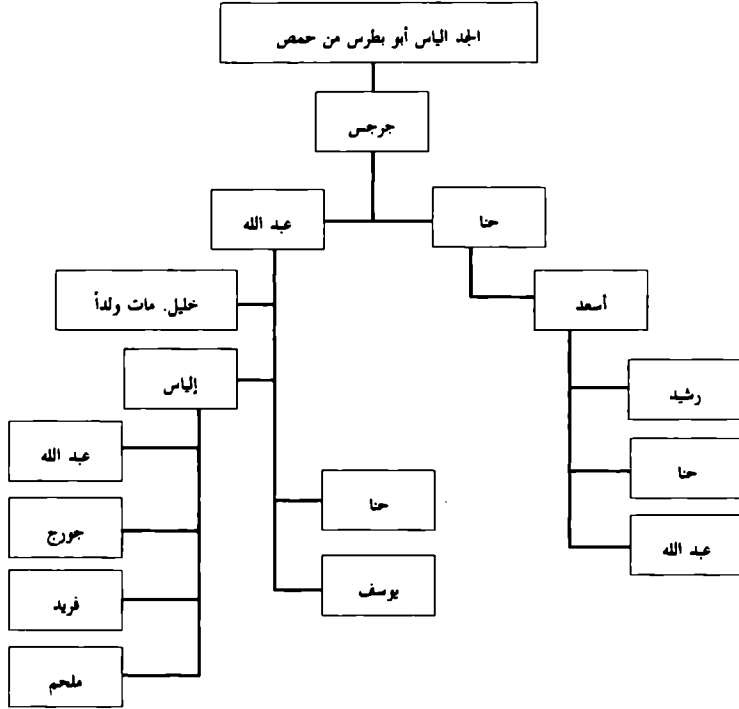 الجد الياس أبو بطرس من حمص
جرجس
حنا
عبد الله
أسعد
خليل. مات ولداً
إلياس
رشيد
عبد الله
حنا
حنا
جورج
عبد الله
يوسف
فريد
ملحم